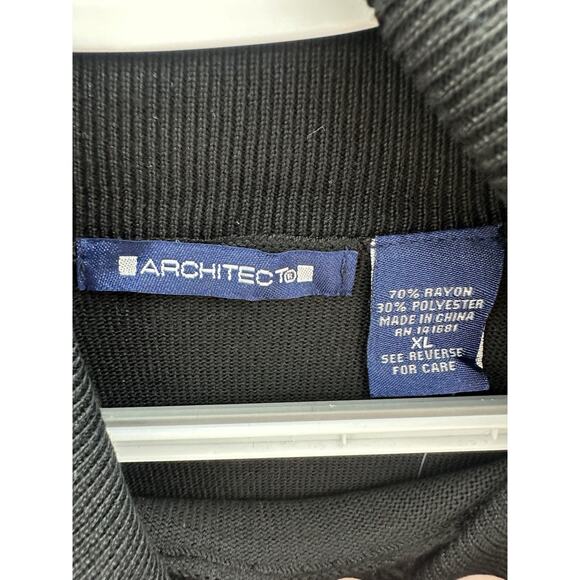 ARCHITECT®
70% RAYON
30% POLYESTER
MADE IN CHINA
RN 141681
XL
SEE REVERSE
FOR CARE